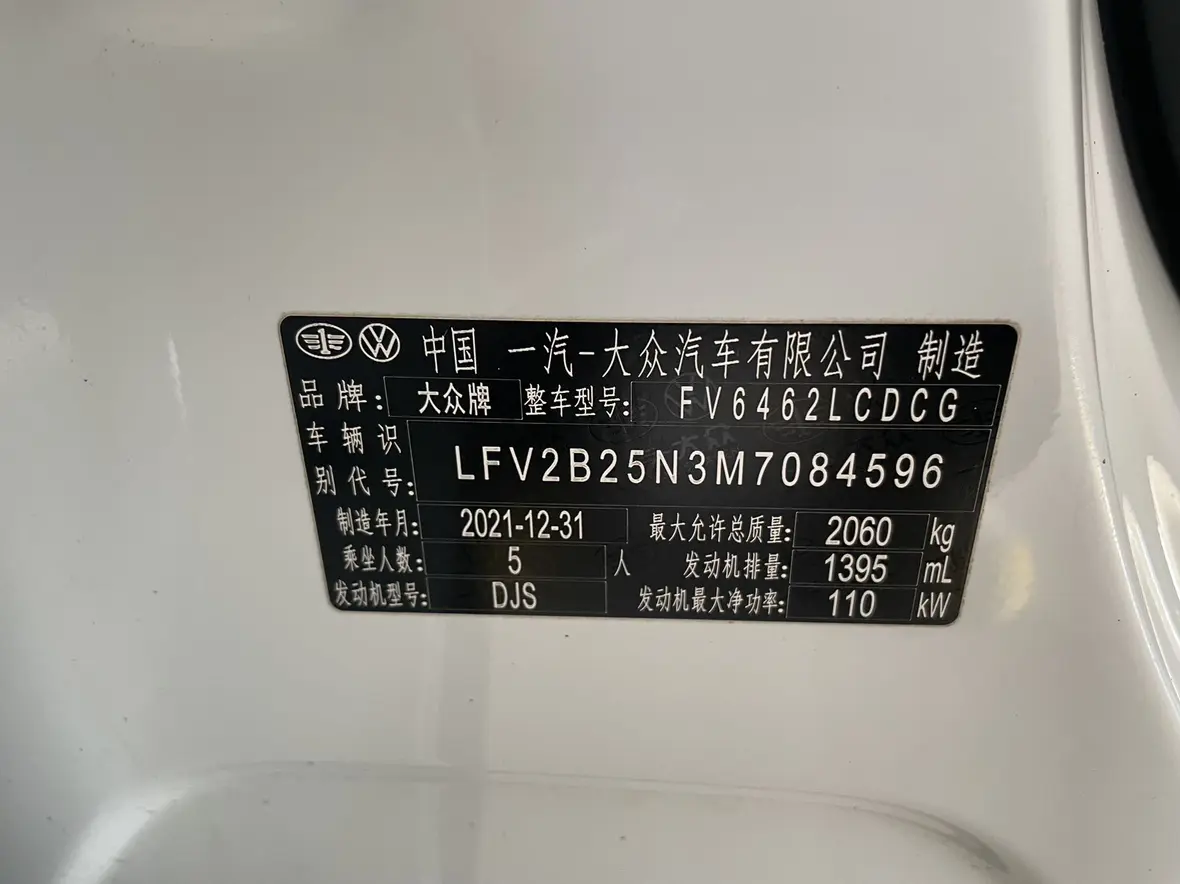 中国 一汽-大众汽车有限公司 制造
品牌: 大众牌 整车型号: FV6462LCDCG
车辆识别代号: LFV2B25N3M7084596
制造年月: 2021-12-31 最大允许总质量: 2060 kg
乘坐人数: 5 人 发动机排量: 1395 mL
发动机型号: DJS 发动机最大净功率: 110 kW